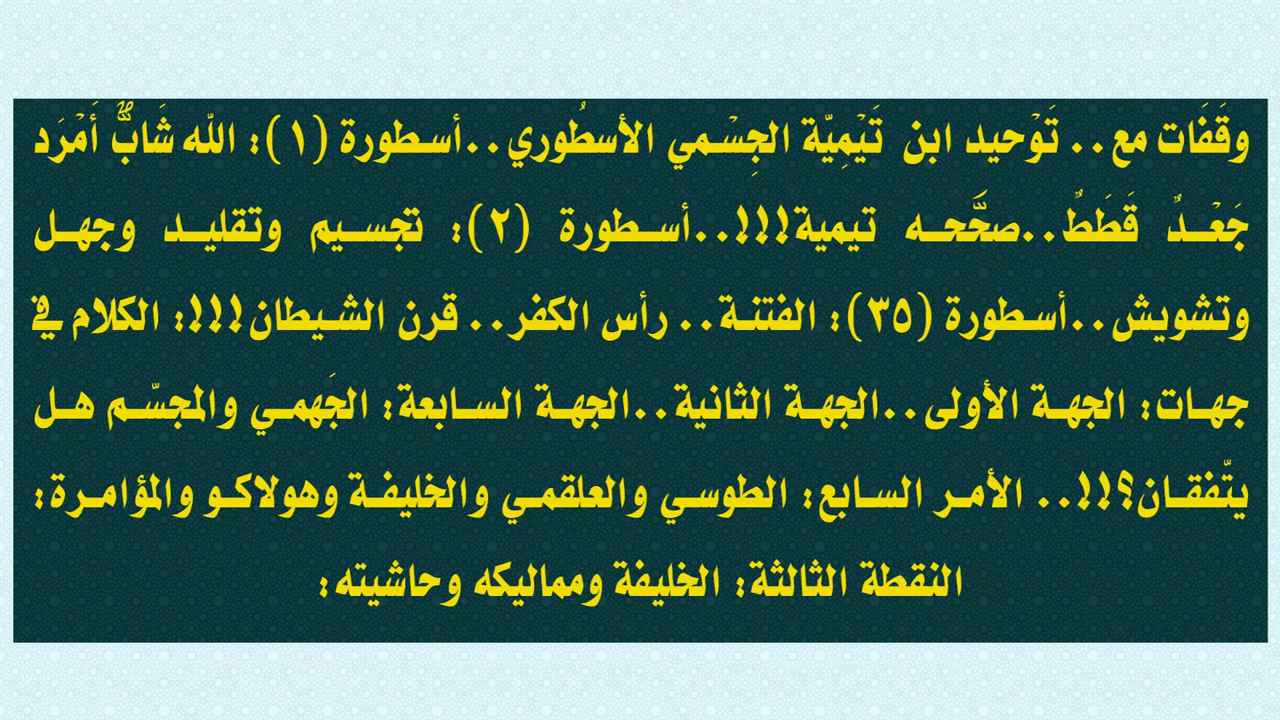 وقَفَات مع.. تَوْحيد ابن تَيْمِيّة الجِسْمي الأسطُوري..أسطورة (١): الله شَابٌّ أَمْرَد
جَعْدٌ قَطَطٌ..صحَّحه تيمية!!!..أسطورة (٢): تجسيم وتقليد وجهل
وتشويش..أسطورة (٣٥): الفتنة.. رأس الكفر.. قرن الشيطان!!!: الكلام في
جهات: الجهة الأولى..الجهة الثانية..الجهة السابعة: الجَهمي والمجسّم هل
يتّفقان؟!!.. الأمر السابع: الطوسي والعلقمي والخليفة وهولاكو والمؤامرة:
النقطة الثالثة: الخليفة ومماليكه وحاشيته: